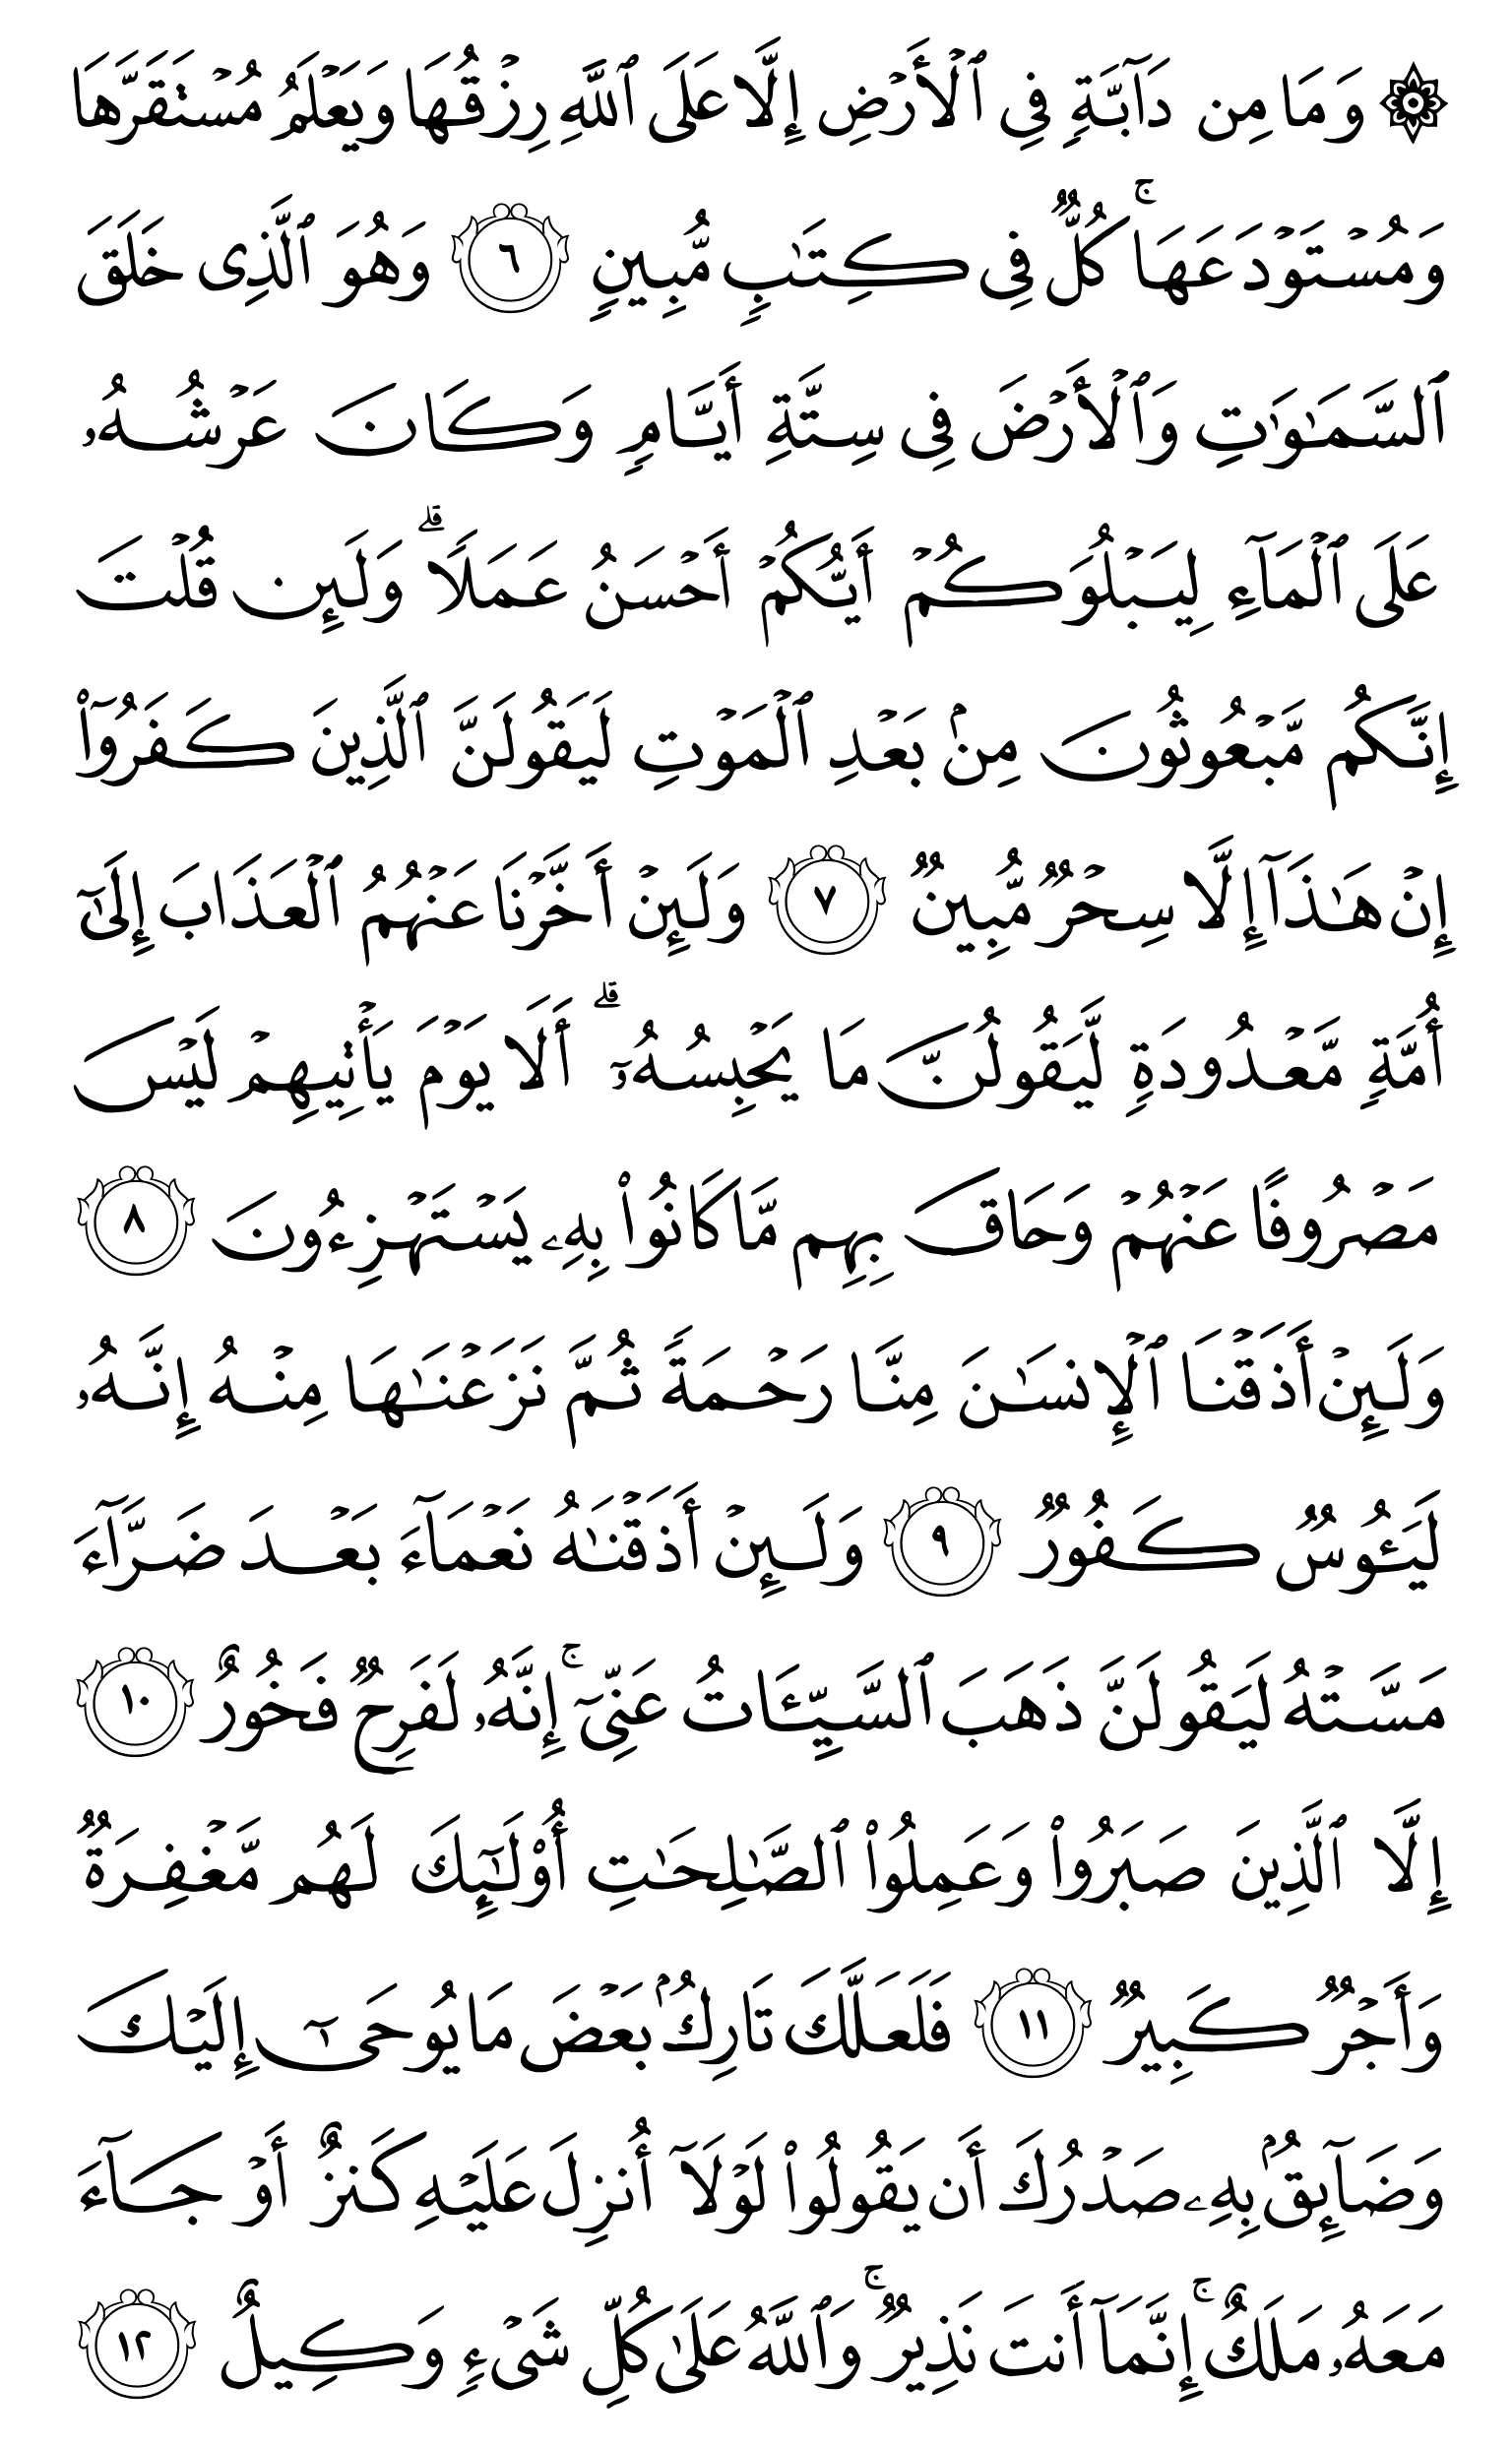 ۞ وَمَا مِن دَآبَّةٍ فِي ٱلۡأَرۡضِ إِلَّا عَلَى ٱللَّهِ رِزۡقُهَا وَيَعۡلَمُ مُسۡتَقَرَّهَا
وَمُسۡتَوۡدَعَهَاۚ كُلّٞ فِي كِتَٰبٖ مُّبِينٖ ٦ وَهُوَ ٱلَّذِي خَلَقَ
ٱلسَّمَٰوَٰتِ وَٱلۡأَرۡضَ فِي سِتَّةِ أَيَّامٖ وَكَانَ عَرۡشُهُۥ
عَلَى ٱلۡمَآءِ لِيَبۡلُوَكُمۡ أَيُّكُمۡ أَحۡسَنُ عَمَلٗاۗ وَلَئِن قُلۡتَ
إِنَّكُم مَّبۡعُوثُونَ مِنۢ بَعۡدِ ٱلۡمَوۡتِ لَيَقُولَنَّ ٱلَّذِينَ كَفَرُوٓاْ
إِنۡ هَٰذَآ إِلَّا سِحۡرٞ مُّبِينٞ ٧ وَلَئِنۡ أَخَّرۡنَا عَنۡهُمُ ٱلۡعَذَابَ إِلَىٰٓ
أُمَّةٖ مَّعۡدُودَةٖ لَّيَقُولُنَّ مَا يَحۡبِسُهُۥٓۗ أَلَا يَوۡمَ يَأۡتِيهِمۡ لَيۡسَ
مَصۡرُوفًا عَنۡهُمۡ وَحَاقَ بِهِم مَّا كَانُواْ بِهِۦ يَسۡتَهۡزِءُونَ ٨
وَلَئِنۡ أَذَقۡنَا ٱلۡإِنسَٰنَ مِنَّا رَحۡمَةٗ ثُمَّ نَزَعۡنَٰهَا مِنۡهُ إِنَّهُۥ
لَيَـُٔوسٞ كَفُورٞ ٩ وَلَئِنۡ أَذَقۡنَٰهُ نَعۡمَآءَ بَعۡدَ ضَرَّآءَ
مَسَّتۡهُ لَيَقُولَنَّ ذَهَبَ ٱلسَّيِّـَٔاتُ عَنِّيٓۚ إِنَّهُۥ لَفَرِحٞ فَخُورٌ ١٠
إِلَّا ٱلَّذِينَ صَبَرُواْ وَعَمِلُواْ ٱلصَّٰلِحَٰتِ أُوْلَٰٓئِكَ لَهُم مَّغۡفِرَةٞ
وَأَجۡرٞ كَبِيرٞ ١١ فَلَعَلَّكَ تَارِكُۢ بَعۡضَ مَا يُوحَىٰٓ إِلَيۡكَ
وَضَآئِقُۢ بِهِۦ صَدۡرُكَ أَن يَقُولُواْ لَوۡلَآ أُنزِلَ عَلَيۡهِ كَنزٌ أَوۡ جَآءَ
مَعَهُۥ مَلَكٌۚ إِنَّمَآ أَنتَ نَذِيرٞۚ وَٱللَّهُ عَلَىٰ كُلِّ شَيۡءٖ وَكِيلٌ ١٢